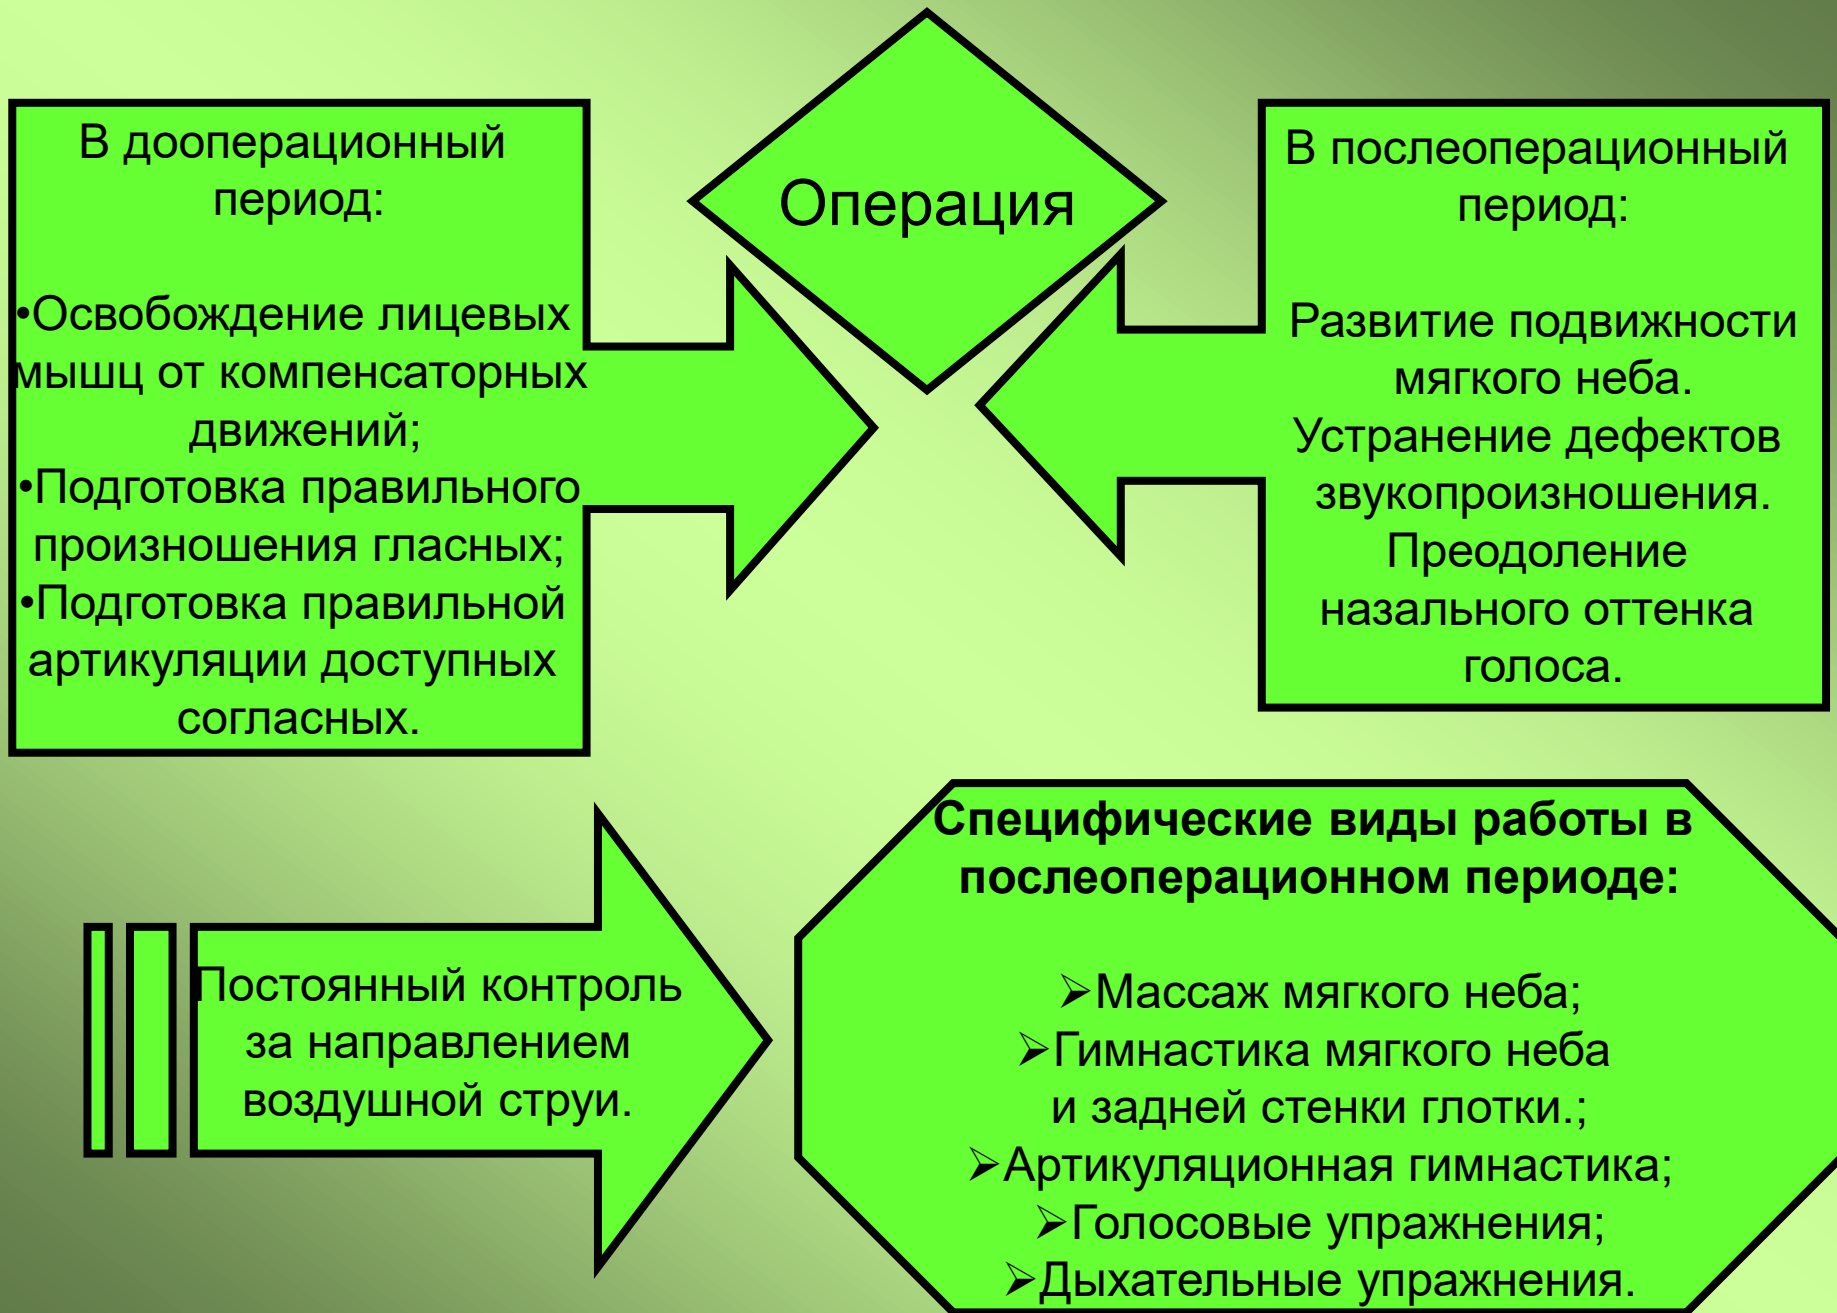 В дооперационный
период:
•Освобождение лицевых
мышц от компенсаторных
движений;
•Подготовка правильного
произношения гласных;
•Подготовка правильной
артикуляции доступных
согласных.
Операция
В послеоперационный
период:
Развитие подвижности
мягкого неба.
Устранение дефектов
звукопроизношения.
Преодоление
назального оттенка
голоса.
Постоянный контроль
за направлением
воздушной струи.
Специфические виды работы в
послеоперационном периоде:
➢Массаж мягкого неба;
➢Гимнастика мягкого неба
и задней стенки глотки.;
➢Артикуляционная гимнастика;
➢Голосовые упражнения;
➢Дыхательные упражнения.